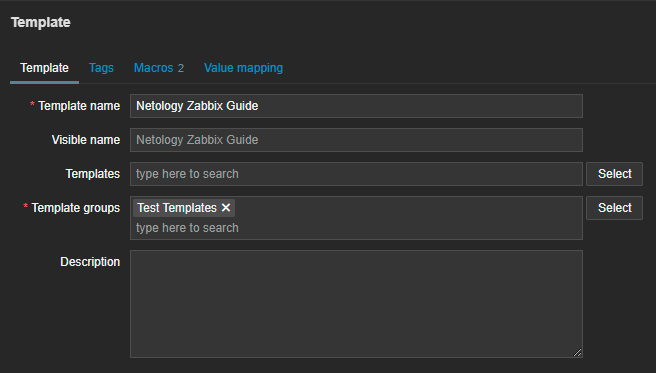 Template
Template Tags Macros 2 Value mapping
* Template name Netology Zabbix Guide
Visible name Netology Zabbix Guide
Templates type here to search Select
* Template groups Test Templates ✕ Select
type here to search
Description